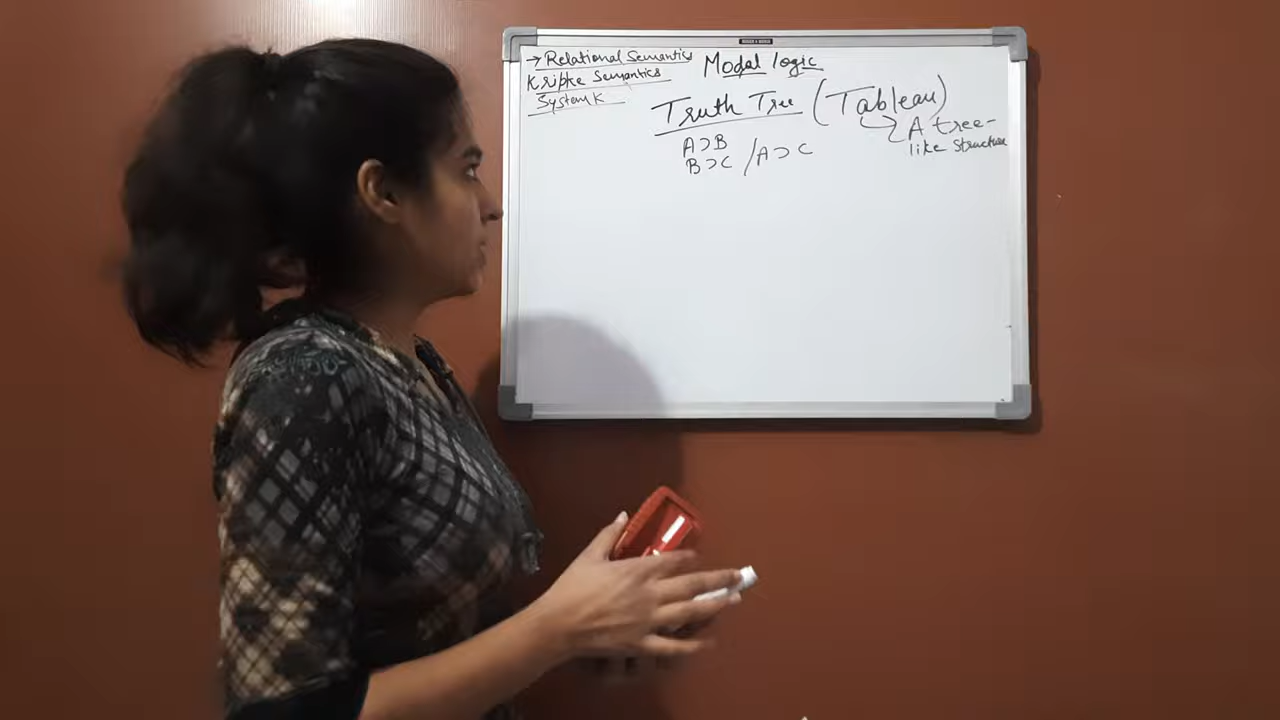 → Relational Semantics
Kripke Semantics
System K
Modal logic
Truth Tree (Tableau)
A tree-
like structure
A ⊃ B
B ⊃ C / A ⊃ C